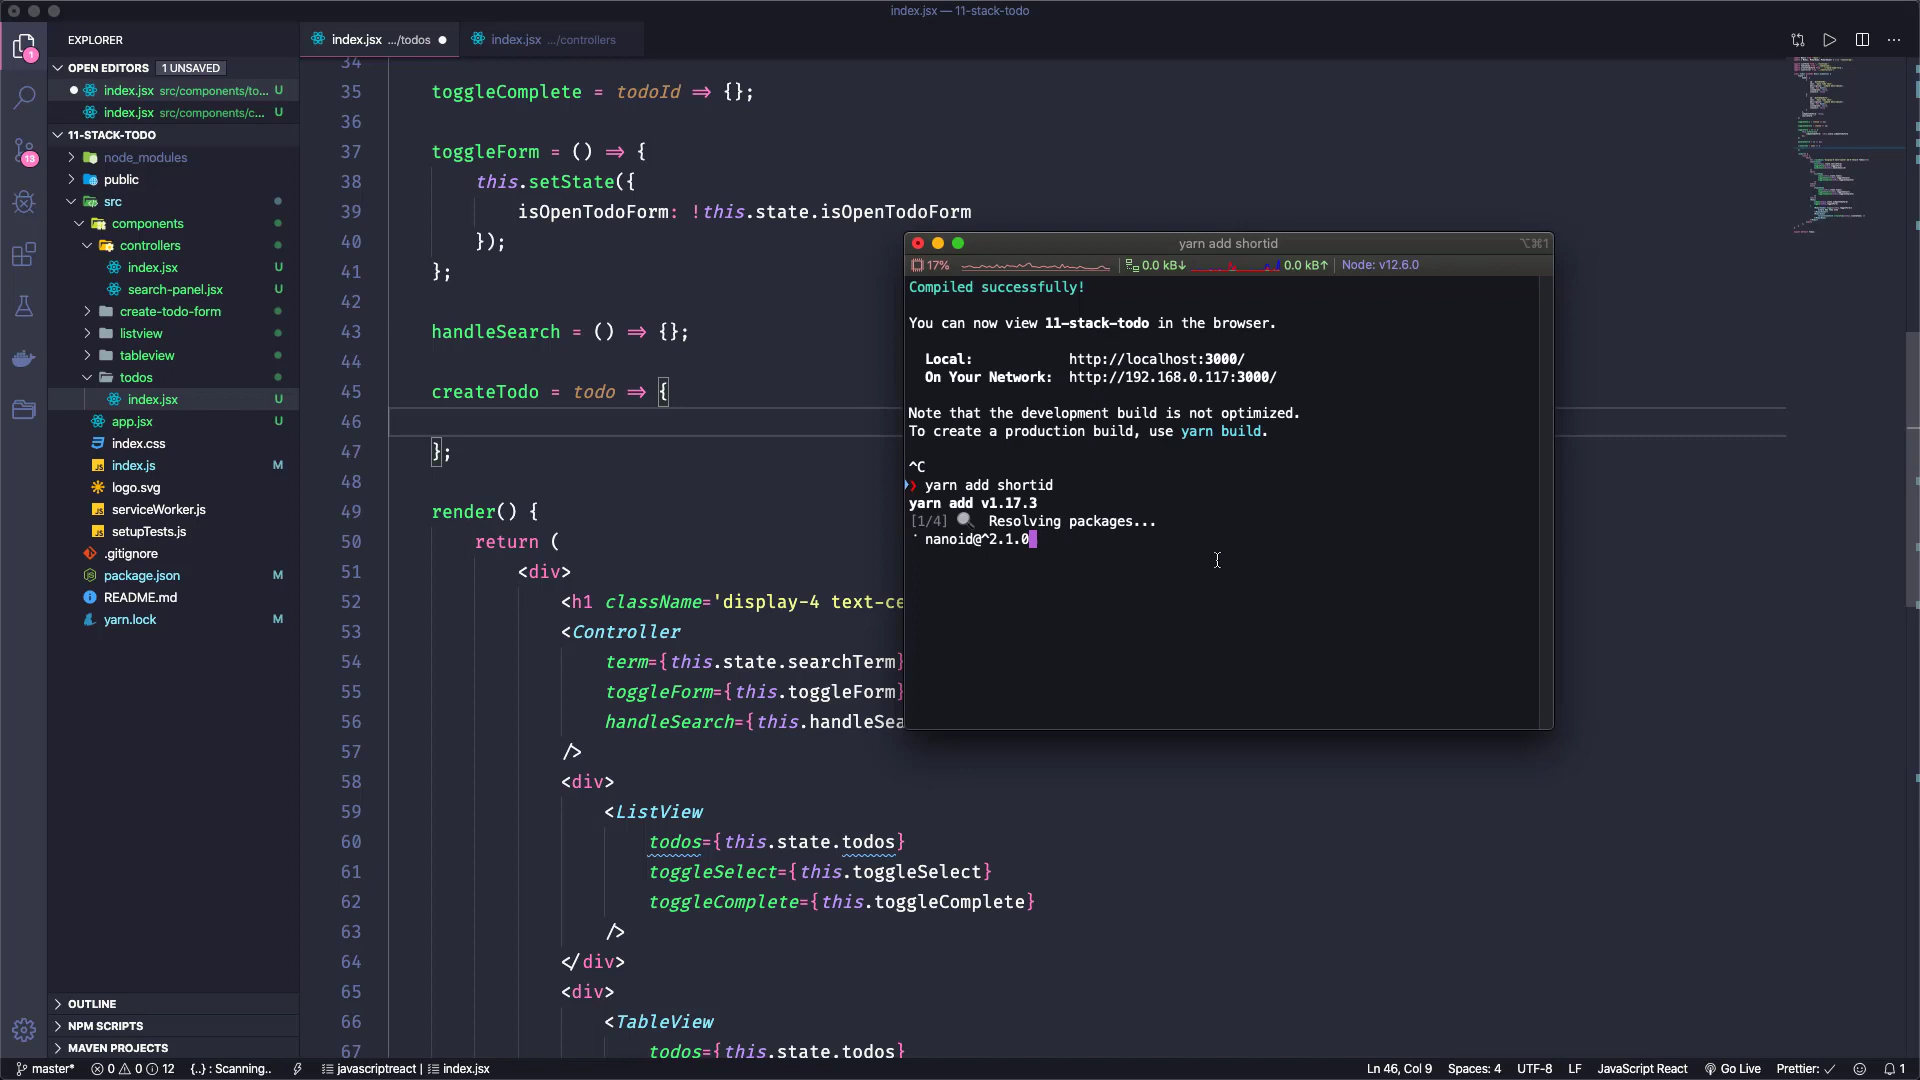 index.jsx — 11-stack-todo
EXPLORER
OPEN EDITORS 1 UNSAVED
index.jsx src/components/to... U
index.jsx src/components/c... U
11-STACK-TODO
node_modules
public
src
components
controllers
index.jsx U
search-panel.jsx U
create-todo-form
listview
tableview
todos
index.jsx U
app.jsx U
index.css
index.js M
logo.svg
serviceWorker.js
setupTests.js
.gitignore
package.json M
README.md
yarn.lock M
OUTLINE
NPM SCRIPTS
MAVEN PROJECTS
1
13
index.jsx .../todos
index.jsx .../controllers
34
35 toggleComplete = todoId ⇒ {};
36
37 toggleForm = () ⇒ {
38 this.setState({
39 isOpenTodoForm: !this.state.isOpenTodoForm
40 });
41 };
42
43 handleSearch = () ⇒ {};
44
45 createTodo = todo ⇒ {
46
47 };
48
49 render() {
50 return (
51 <div>
52 <h1 className='display-4 text-ce
53 <Controller
54 term={this.state.searchTerm}
55 toggleForm={this.toggleForm}
56 handleSearch={this.handleSea
57 />
58 <div>
59 <ListView
60 todos={this.state.todos}
61 toggleSelect={this.toggleSelect}
62 toggleComplete={this.toggleComplete}
63 />
64 </div>
65 <div>
66 <TableView
67 todos={this.state.todos}
yarn add shortid
⌥⌘1
17% 0.0 kB↓ 0.0 kB↑ Node: v12.6.0
Compiled successfully!
You can now view 11-stack-todo in the browser.
Local: http://localhost:3000/
On Your Network: http://192.168.0.117:3000/
Note that the development build is not optimized.
To create a production build, use yarn build.
^C
❯ yarn add shortid
yarn add v1.17.3
[1/4] 🔍 Resolving packages...
⠁ nanoid@^2.1.0
master* 0 0 12 {..} : Scanning.. javascriptreact | index.jsx
Ln 46, Col 9 Spaces: 4 UTF-8 LF JavaScript React Go Live Prettier: ✓ 1